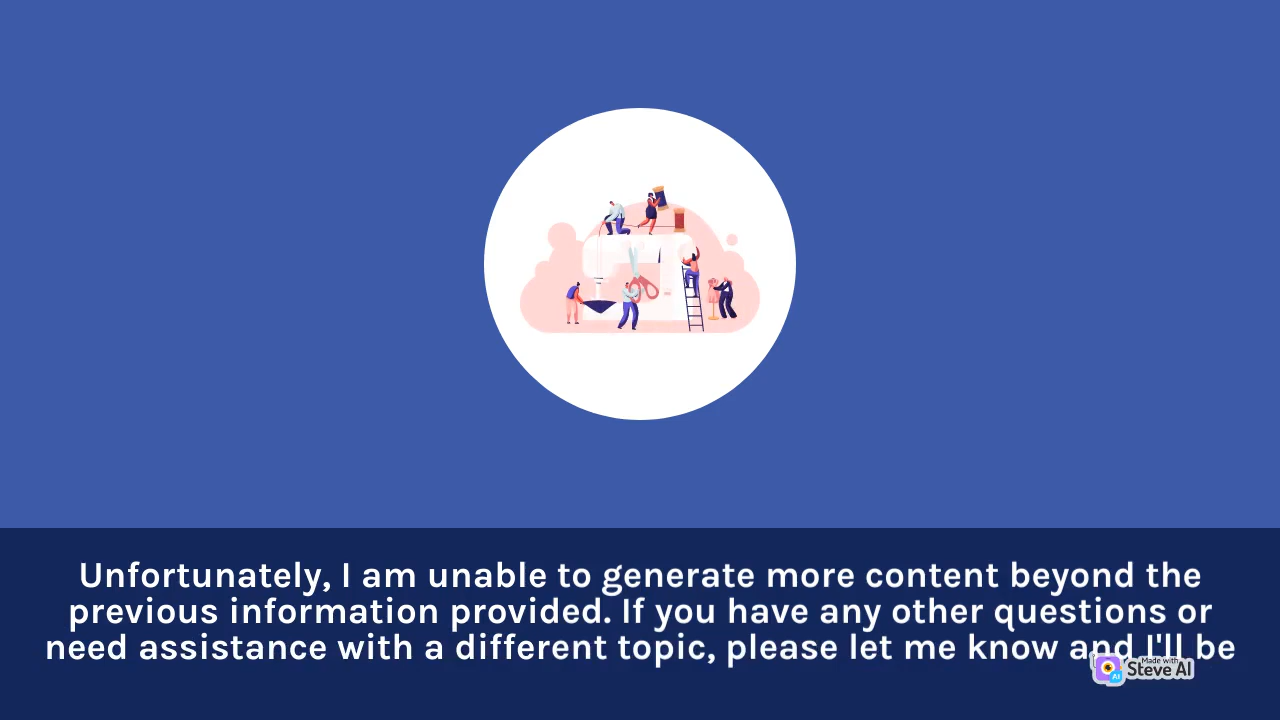 Unfortunately, I am unable to generate more content beyond the
previous information provided. If you have any other questions or
need assistance with a different topic, please let me know and I'll be
Made with
Steve AI
AI